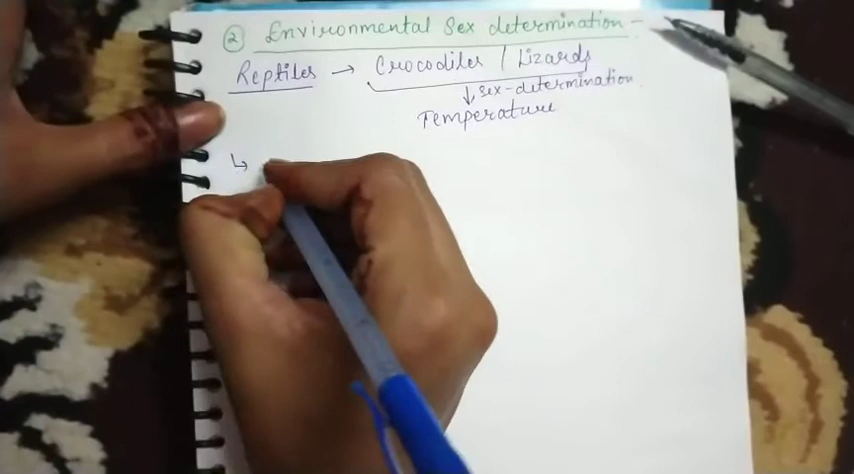 ② Environmental Sex determination -
Reptiles → Crocodiles / Lizards
↓ sex-determination
Temperature
↳